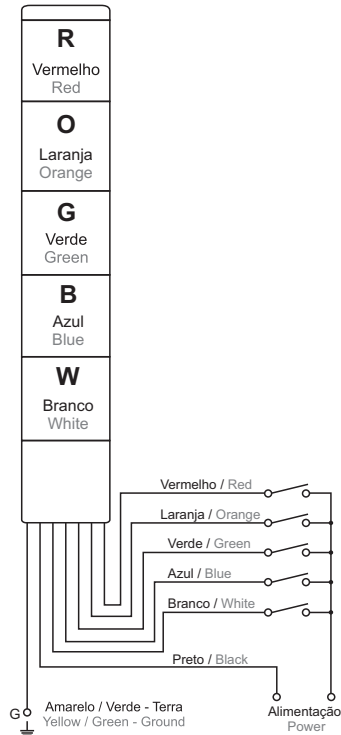 R
Vermelho
Red
O
Laranja
Orange
G
Verde
Green
B
Azul
Blue
W
Branco
White
Vermelho / Red
Laranja / Orange
Verde / Green
Azul / Blue
Branco / White
Preto / Black
G
Amarelo / Verde - Terra
Yellow / Green - Ground
Alimentação
Power